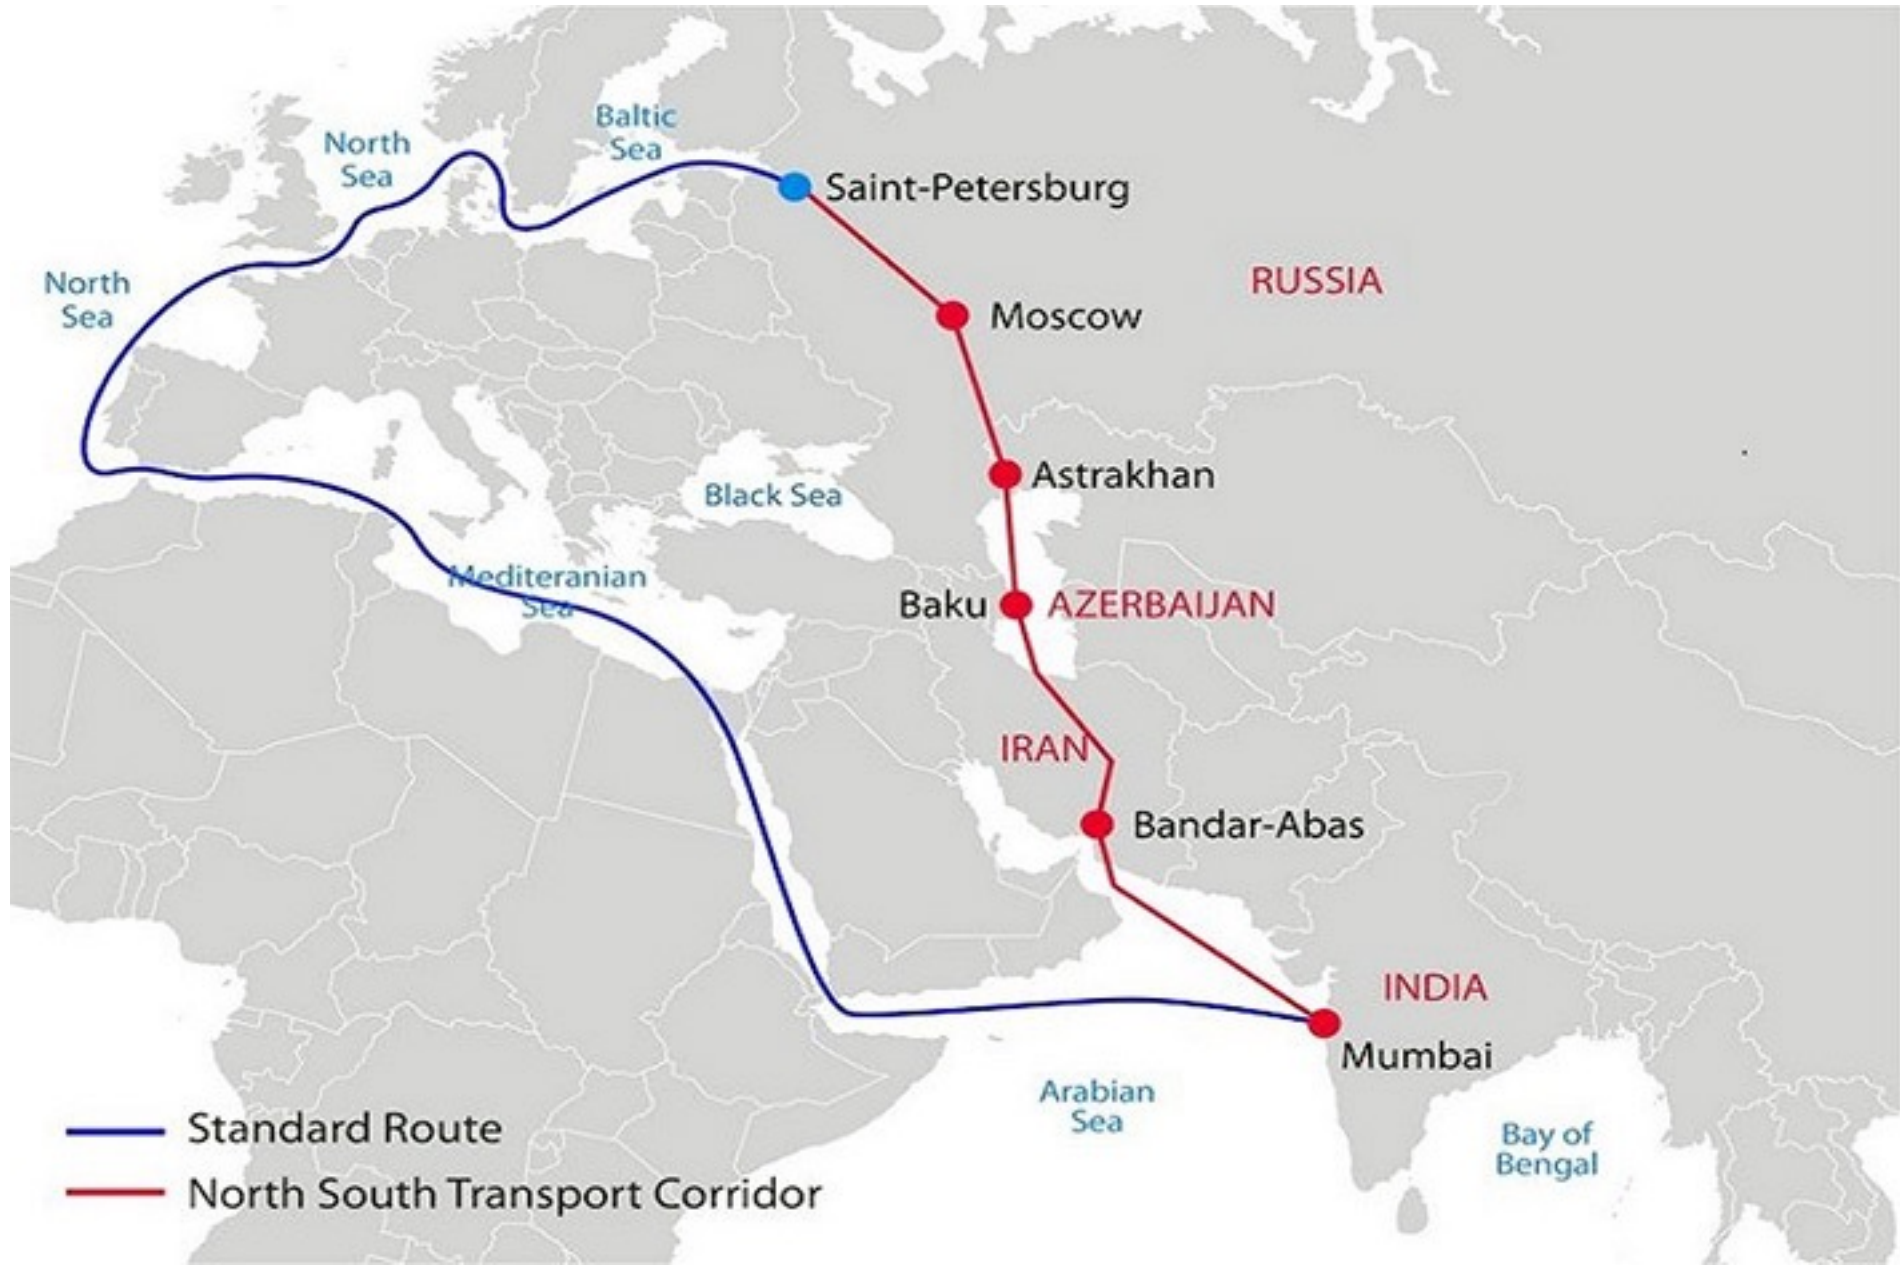 Baltic
Sea
North
Sea
Saint-Petersburg
North
Sea
RUSSIA
Moscow
Astrakhan
Black Sea
Mediteranian
Sea
Baku
AZERBAIJAN
IRAN
Bandar-Abas
INDIA
Mumbai
Arabian
Sea
Bay of
Bengal
Standard Route
North South Transport Corridor